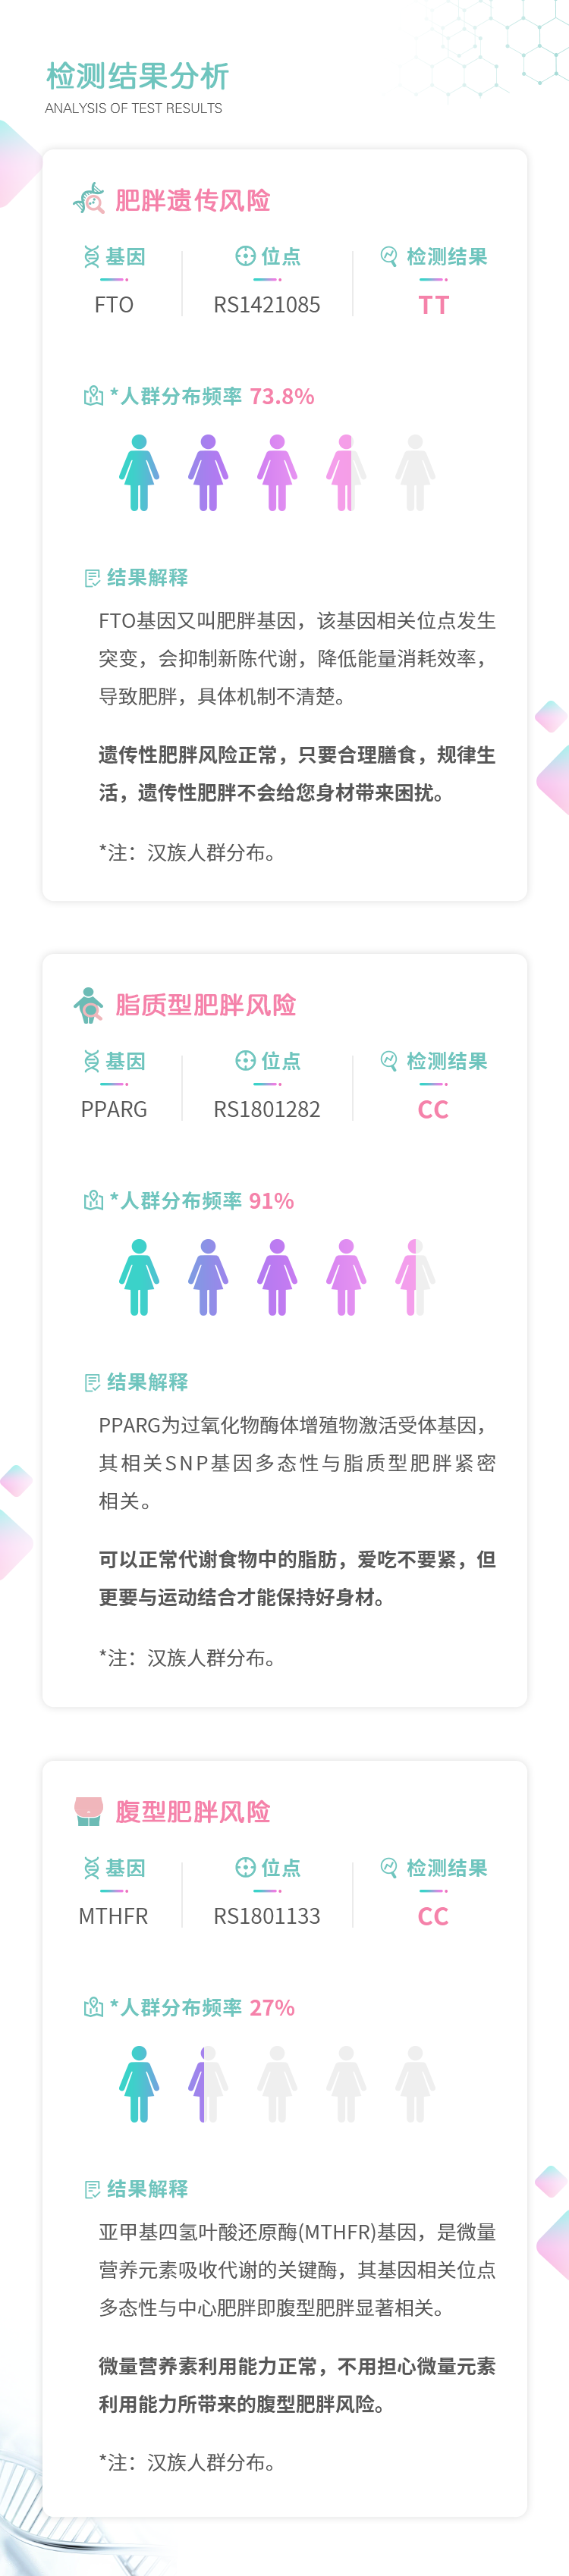 检测结果分析
ANALYSIS OF TEST RESULTS
肥胖遗传风险
基因 位点 检测结果
FTO RS1421085 TT
*人群分布频率 73.8%
结果解释
FTO基因又叫肥胖基因，该基因相关位点发生
突变，会抑制新陈代谢，降低能量消耗效率，
导致肥胖，具体机制不清楚。
遗传性肥胖风险正常，只要合理膳食，规律生
活，遗传性肥胖不会给您身材带来困扰。
*注：汉族人群分布。
脂质型肥胖风险
基因 位点 检测结果
PPARG RS1801282 CC
*人群分布频率 91%
结果解释
PPARG为过氧化物酶体增殖物激活受体基因，
其相关SNP基因多态性与脂质型肥胖紧密
相关。
可以正常代谢食物中的脂肪，爱吃不要紧，但
更要与运动结合才能保持好身材。
*注：汉族人群分布。
腹型肥胖风险
基因 位点 检测结果
MTHFR RS1801133 CC
*人群分布频率 27%
结果解释
亚甲基四氢叶酸还原酶(MTHFR)基因，是微量
营养元素吸收代谢的关键酶，其基因相关位点
多态性与中心肥胖即腹型肥胖显著相关。
微量营养素利用能力正常，不用担心微量元素
利用能力所带来的腹型肥胖风险。
*注：汉族人群分布。